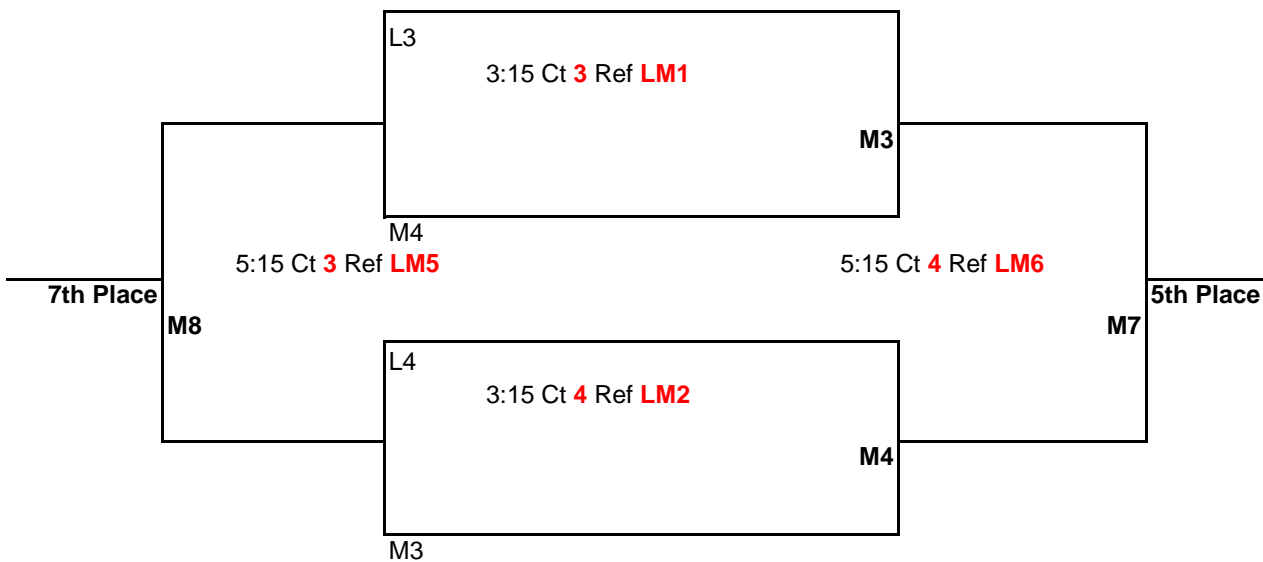 L3
3:15 Ct 3 Ref LM1
M3
M4
5:15 Ct 3 Ref LM5
5:15 Ct 4 Ref LM6
7th Place
5th Place
M8
M7
L4
3:15 Ct 4 Ref LM2
M4
M3